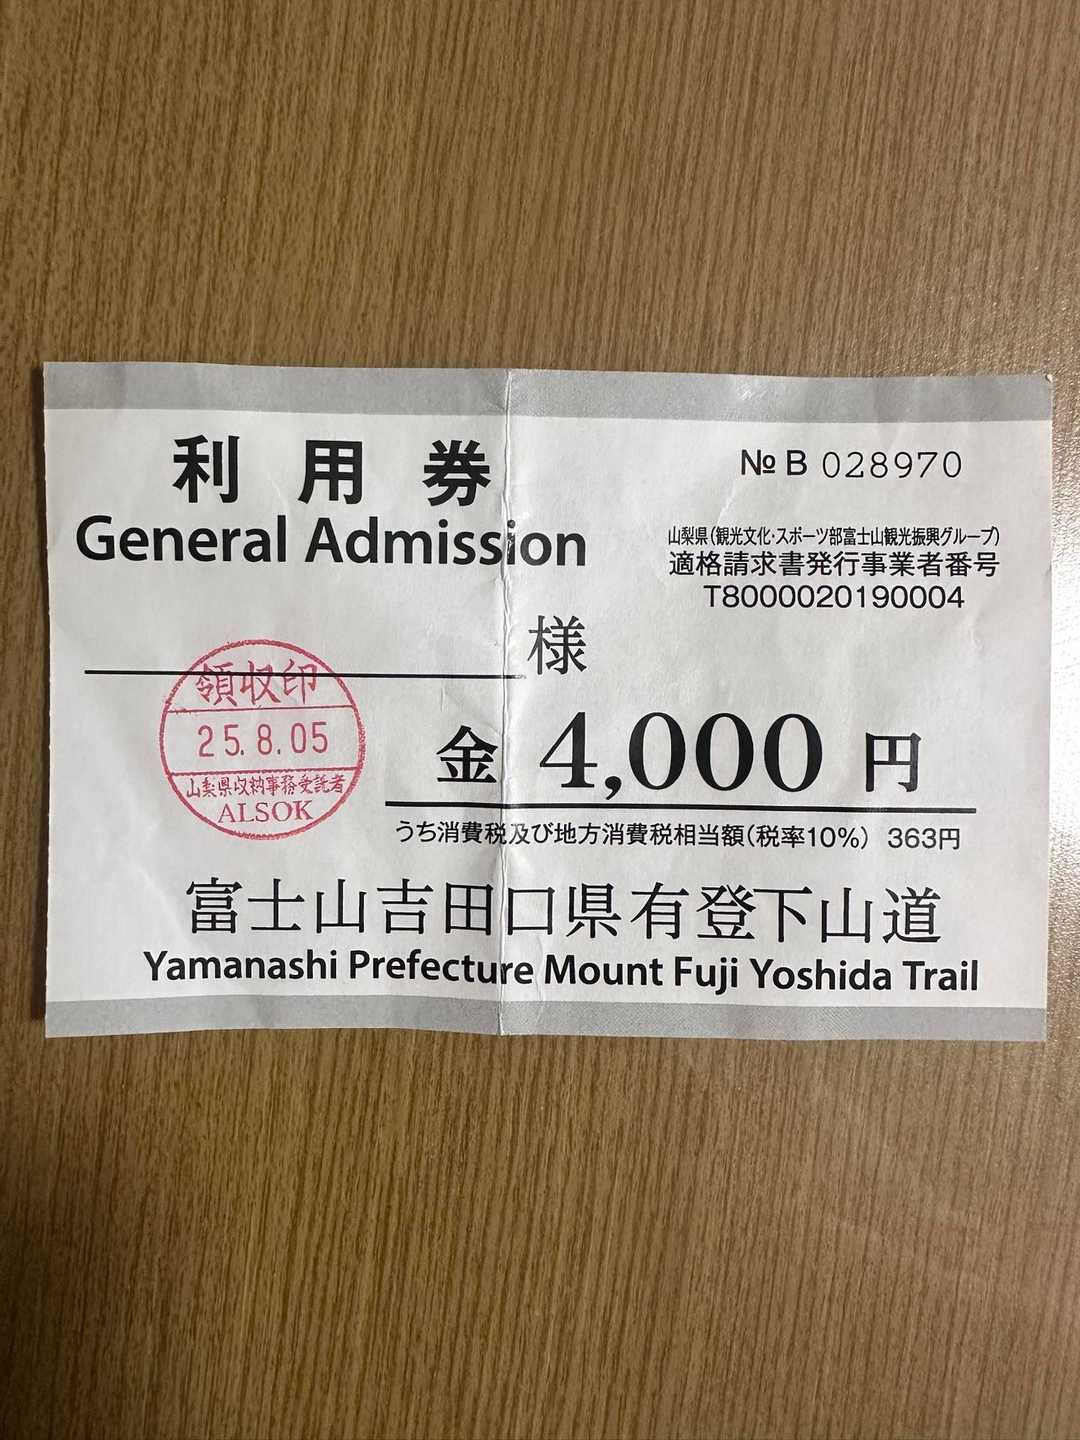 利用券
General Admission
№ B 028970
山梨県（観光文化・スポーツ部富士山観光振興グループ）
適格請求書発行事業者番号
T8000020190004
様
領収印
25.8.05
山梨県収納事務受託者
ALSOK
金 4,000 円
うち消費税及び地方消費税相当額（税率10%） 363円
富士山吉田口県有登下山道
Yamanashi Prefecture Mount Fuji Yoshida Trail